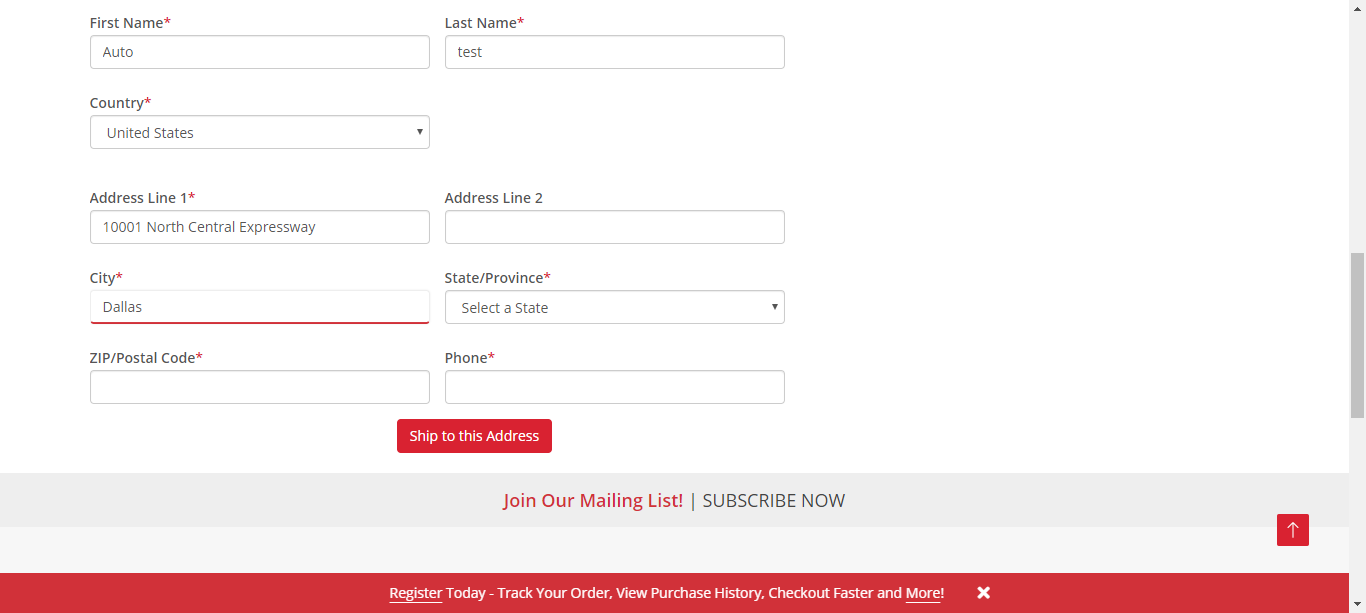 First Name* Last Name*
Auto test
Country*
United States
Address Line 1* Address Line 2
10001 North Central Expressway
City* State/Province*
Dallas Select a State
ZIP/Postal Code* Phone*
Ship to this Address
Join Our Mailing List! | SUBSCRIBE NOW
Register Today - Track Your Order, View Purchase History, Checkout Faster and More!